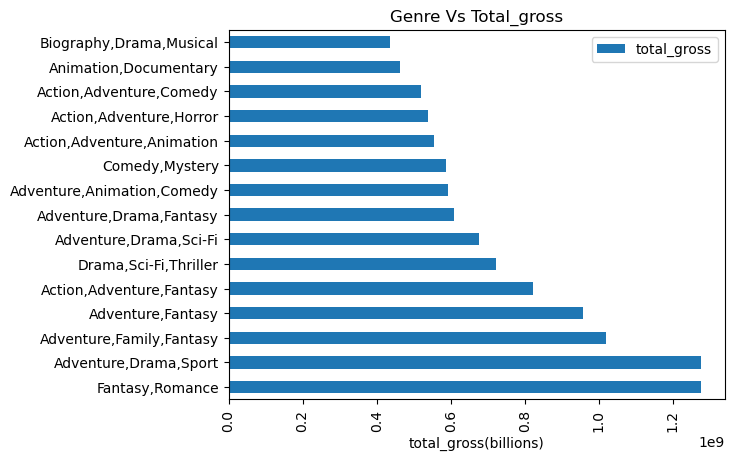 Genre Vs Total_gross
total_gross
Biography,Drama,Musical
Animation,Documentary
Action,Adventure,Comedy
Action,Adventure,Horror
Action,Adventure,Animation
Comedy,Mystery
Adventure,Animation,Comedy
Adventure,Drama,Fantasy
Adventure,Drama,Sci-Fi
Drama,Sci-Fi,Thriller
Action,Adventure,Fantasy
Adventure,Fantasy
Adventure,Family,Fantasy
Adventure,Drama,Sport
Fantasy,Romance
0.0 0.2 0.4 0.6 0.8 1.0 1.2
total_gross(billions)
1e9